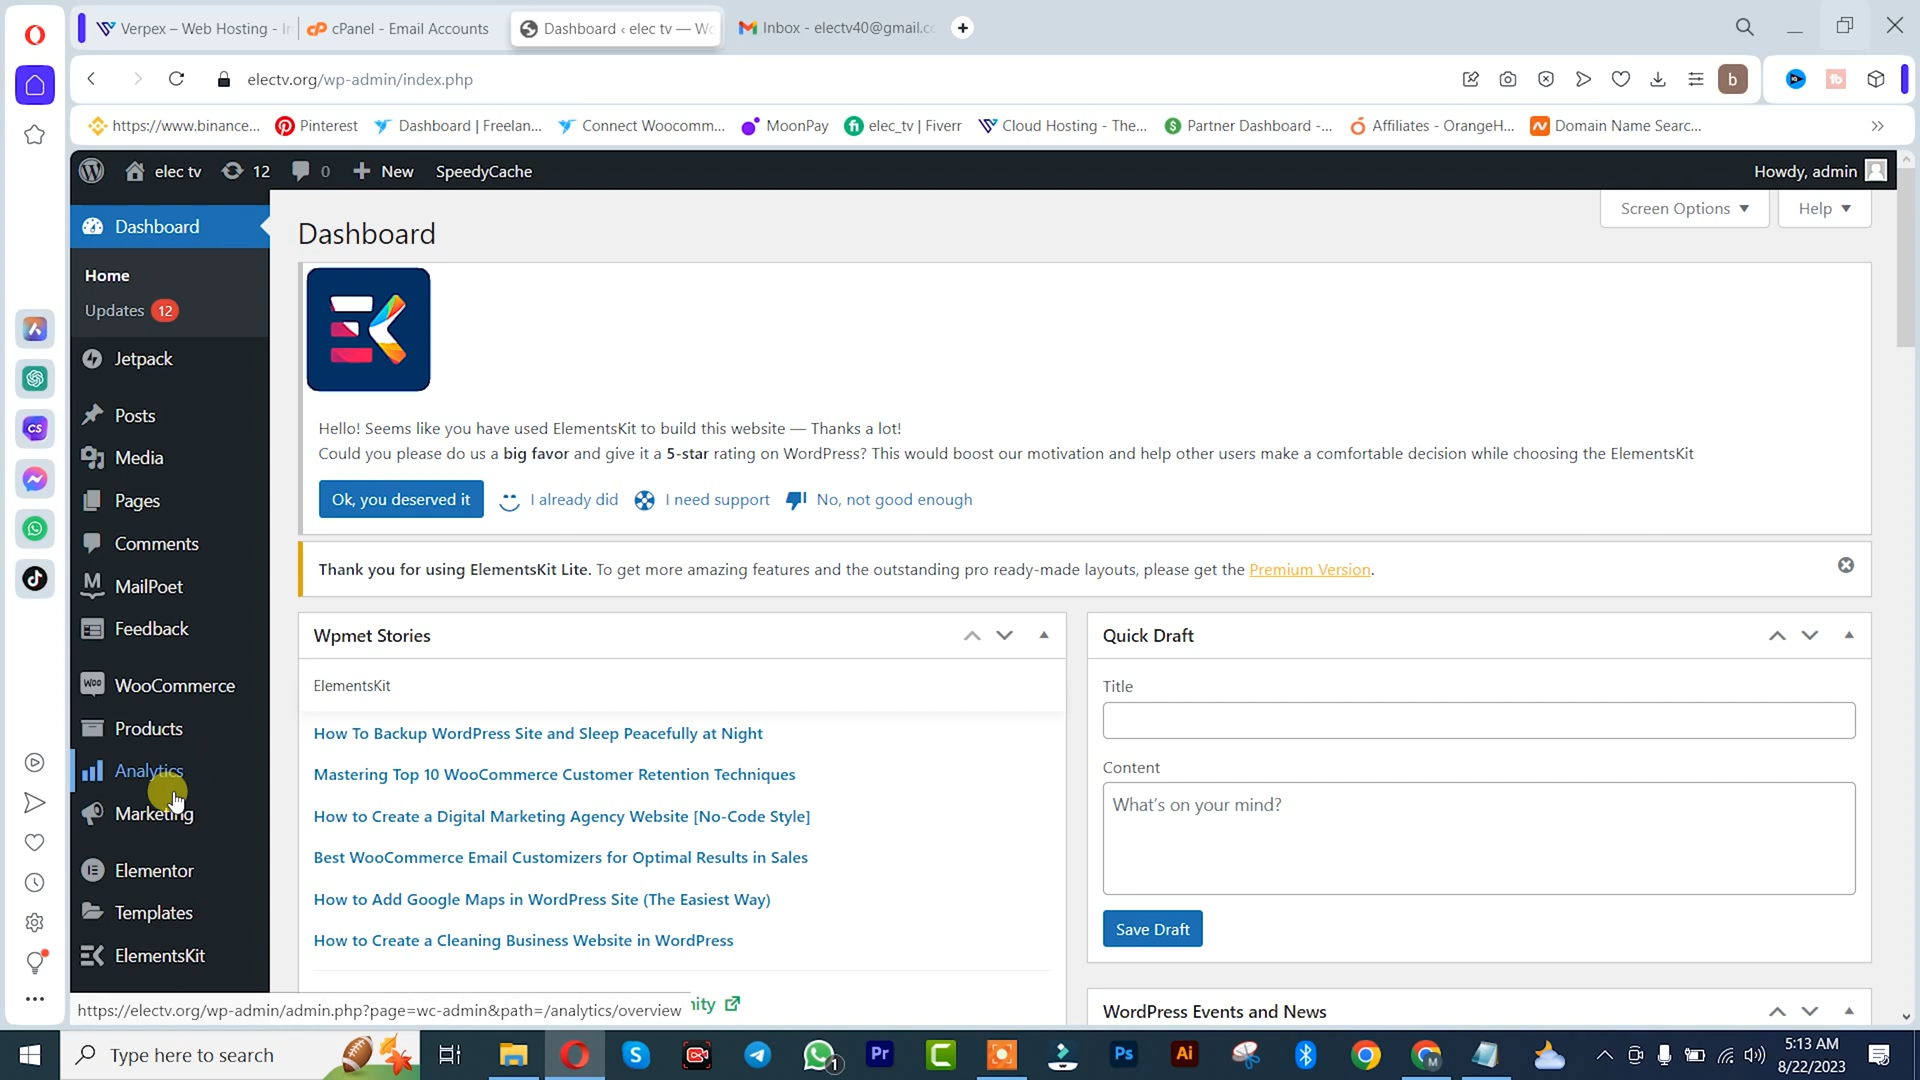 Verpex – Web Hosting - I
cPanel - Email Accounts
Dashboard ‹ elec tv — Wo
Inbox - electv40@gmail.co
electv.org/wp-admin/index.php
b
https://www.binance...
Pinterest
Dashboard | Freelan...
Connect Woocomm...
MoonPay
elec_tv | Fiverr
Cloud Hosting - The...
Partner Dashboard -...
Affiliates - OrangeH...
Domain Name Searc...
elec tv
12
0
New
SpeedyCache
Howdy, admin
Screen Options
Help
Dashboard
Home
Updates 12
Jetpack
Posts
Media
Pages
Comments
MailPoet
Feedback
WooCommerce
Products
Analytics
Marketing
Elementor
Templates
ElementsKit
Dashboard
Hello! Seems like you have used ElementsKit to build this website — Thanks a lot!
Could you please do us a big favor and give it a 5-star rating on WordPress? This would boost our motivation and help other users make a comfortable decision while choosing the ElementsKit
Ok, you deserved it
I already did
I need support
No, not good enough
Thank you for using ElementsKit Lite. To get more amazing features and the outstanding pro ready-made layouts, please get the Premium Version.
Wpmet Stories
ElementsKit
How To Backup WordPress Site and Sleep Peacefully at Night
Mastering Top 10 WooCommerce Customer Retention Techniques
How to Create a Digital Marketing Agency Website [No-Code Style]
Best WooCommerce Email Customizers for Optimal Results in Sales
How to Add Google Maps in WordPress Site (The Easiest Way)
How to Create a Cleaning Business Website in WordPress
Quick Draft
Title
Content
What's on your mind?
Save Draft
WordPress Events and News
https://electv.org/wp-admin/admin.php?page=wc-admin&path=/analytics/overview
Type here to search
5:13 AM
8/22/2023